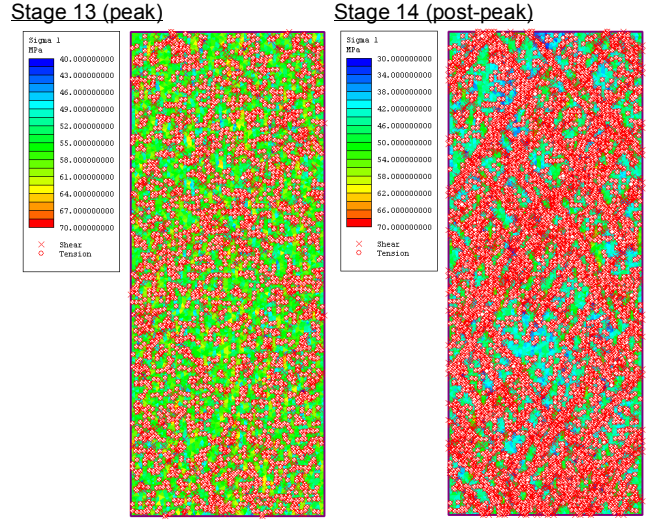 Stage 13 (peak)
Sigma 1
MPa
40.000000000
43.000000000
46.000000000
49.000000000
52.000000000
55.000000000
58.000000000
61.000000000
64.000000000
67.000000000
70.000000000
Shear
Tension
Stage 14 (post-peak)
Sigma 1
MPa
30.000000000
34.000000000
38.000000000
42.000000000
46.000000000
50.000000000
54.000000000
58.000000000
62.000000000
66.000000000
70.000000000
Shear
Tension